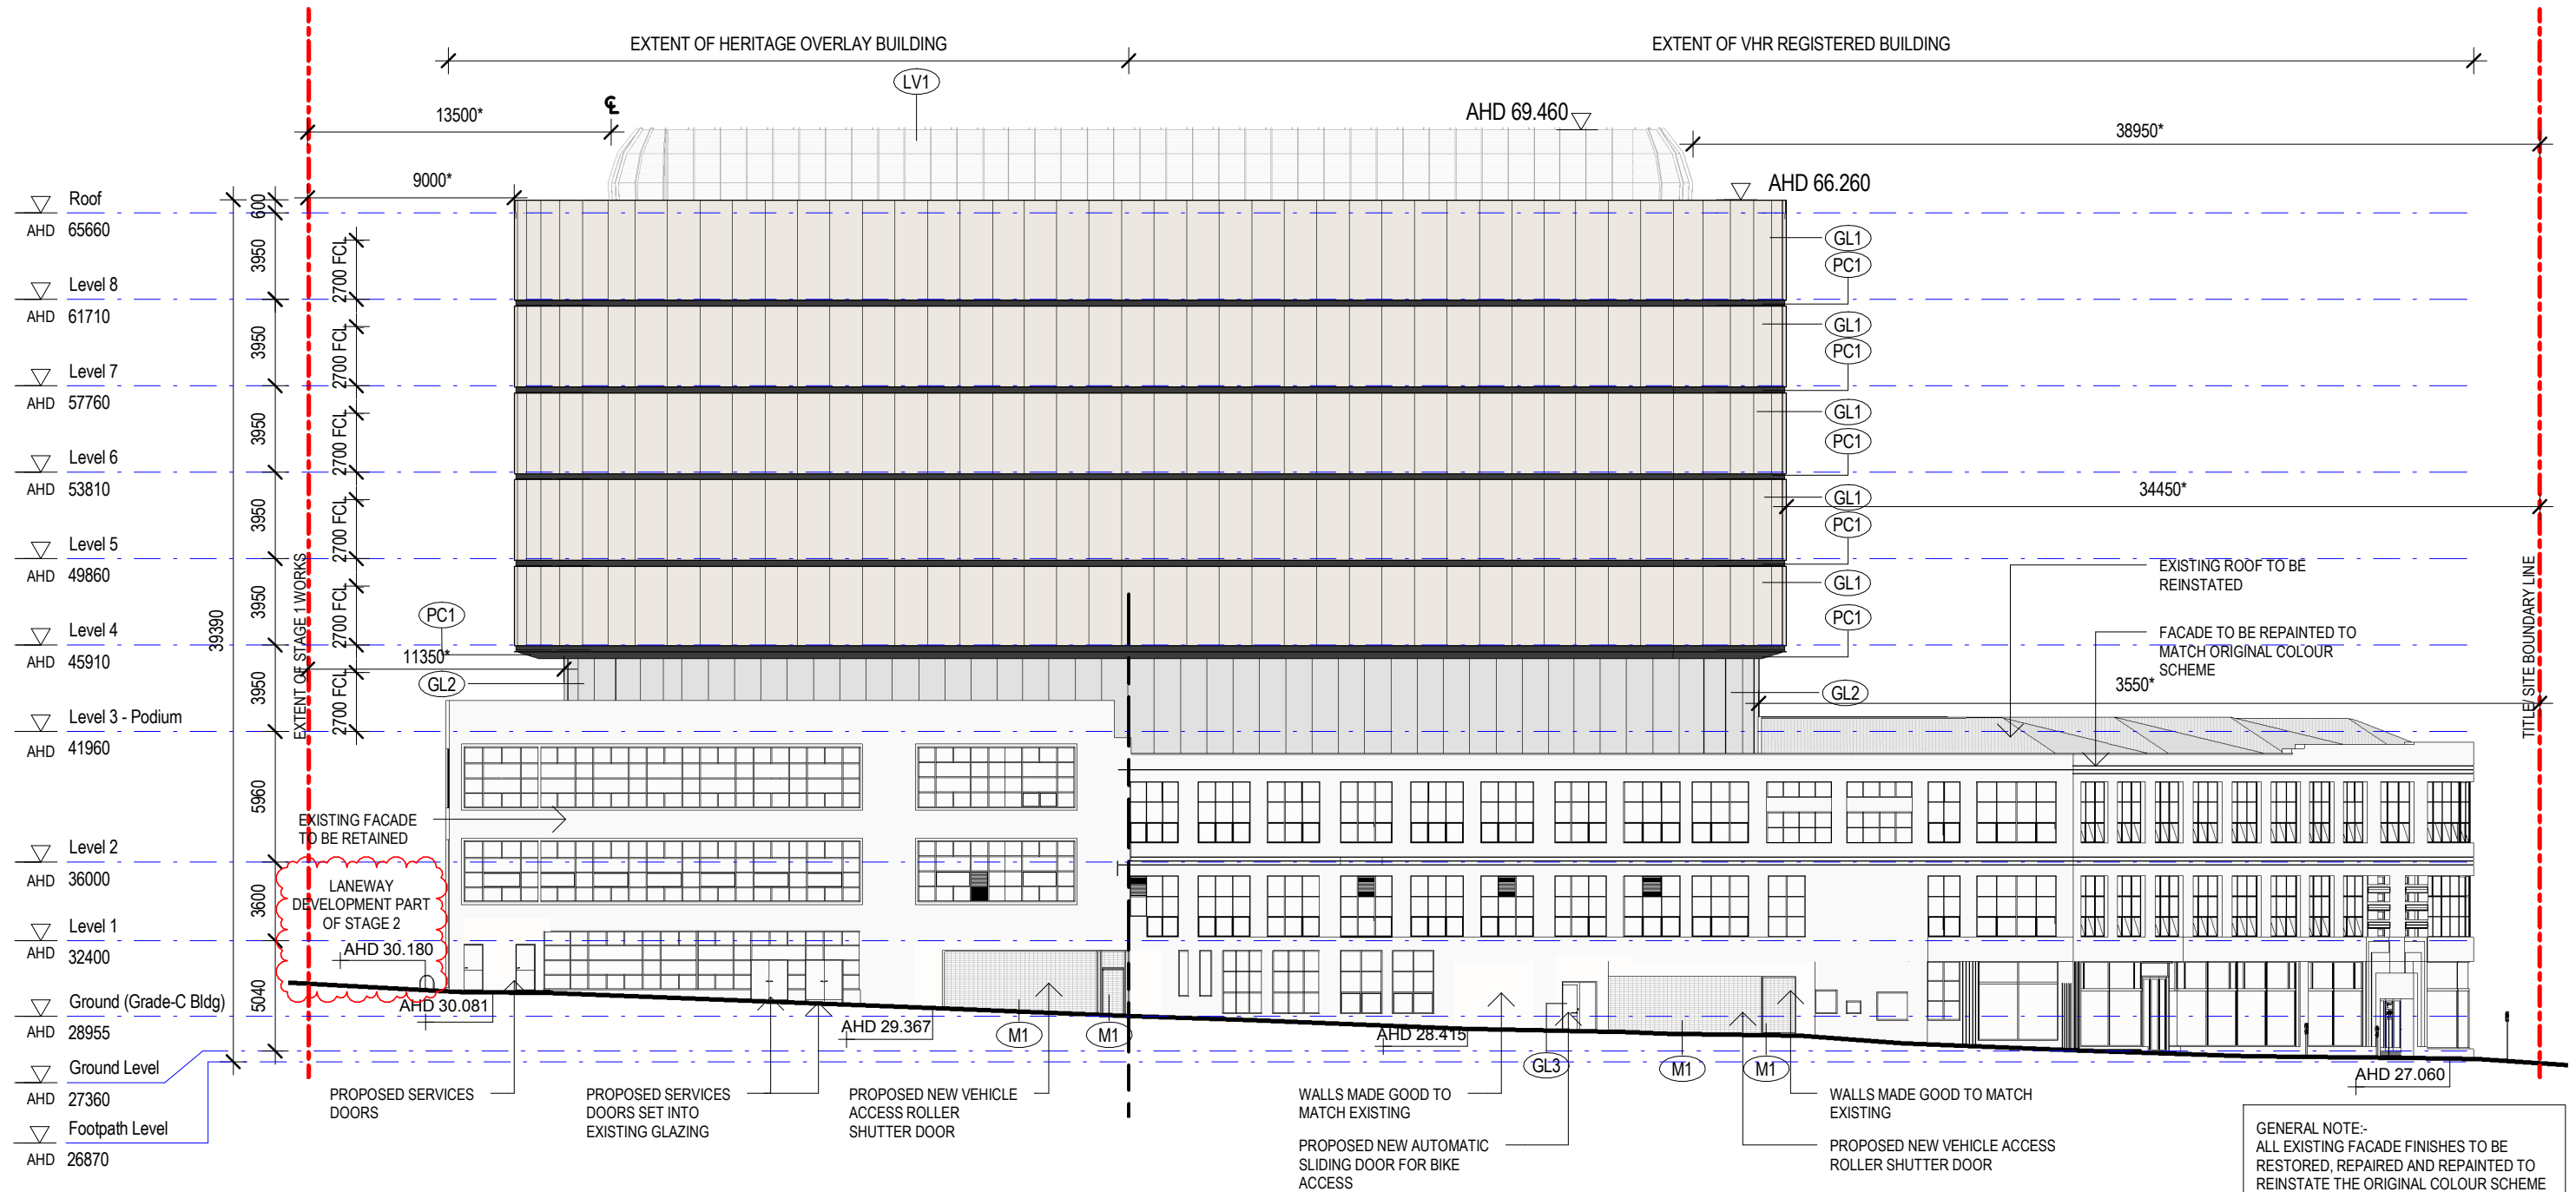 EXTENT OF HERITAGE OVERLAY BUILDING
EXTENT OF VHR REGISTERED BUILDING
LV1
13500*
℄
AHD 69.460
38950*
9000*
AHD 66.260
Roof
AHD 65660
600
3950
2700 FCL
GL1
PC1
Level 8
AHD 61710
3950
2700 FCL
GL1
PC1
Level 7
AHD 57760
3950
2700 FCL
GL1
PC1
Level 6
AHD 53810
3950
2700 FCL
GL1
PC1
34450*
Level 5
AHD 49860
3950
2700 FCL
GL1
PC1
Level 4
AHD 45910
3950
2700 FCL
39390
EXTENT OF STAGE 1 WORKS
PC1
11350*
GL2
GL2
3550*
EXISTING ROOF TO BE
REINSTATED
FACADE TO BE REPAINTED TO
MATCH ORIGINAL COLOUR
SCHEME
TITLE/ SITE BOUNDARY LINE
Level 3 - Podium
AHD 41960
5960
EXISTING FACADE
TO BE RETAINED
Level 2
AHD 36000
3600
LANEWAY
DEVELOPMENT PART
OF STAGE 2
Level 1
AHD 32400
AHD 30.180
5040
Ground (Grade-C Bldg)
AHD 28955
AHD 30.081
AHD 29.367
M1
M1
AHD 28.415
GL3
M1
M1
AHD 27.060
Ground Level
AHD 27360
Footpath Level
AHD 26870
PROPOSED SERVICES
DOORS
PROPOSED SERVICES
DOORS SET INTO
EXISTING GLAZING
PROPOSED NEW VEHICLE
ACCESS ROLLER
SHUTTER DOOR
WALLS MADE GOOD TO
MATCH EXISTING
PROPOSED NEW AUTOMATIC
SLIDING DOOR FOR BIKE
ACCESS
WALLS MADE GOOD TO MATCH
EXISTING
PROPOSED NEW VEHICLE ACCESS
ROLLER SHUTTER DOOR
GENERAL NOTE:-
ALL EXISTING FACADE FINISHES TO BE
RESTORED, REPAIRED AND REPAINTED TO
REINSTATE THE ORIGINAL COLOUR SCHEME